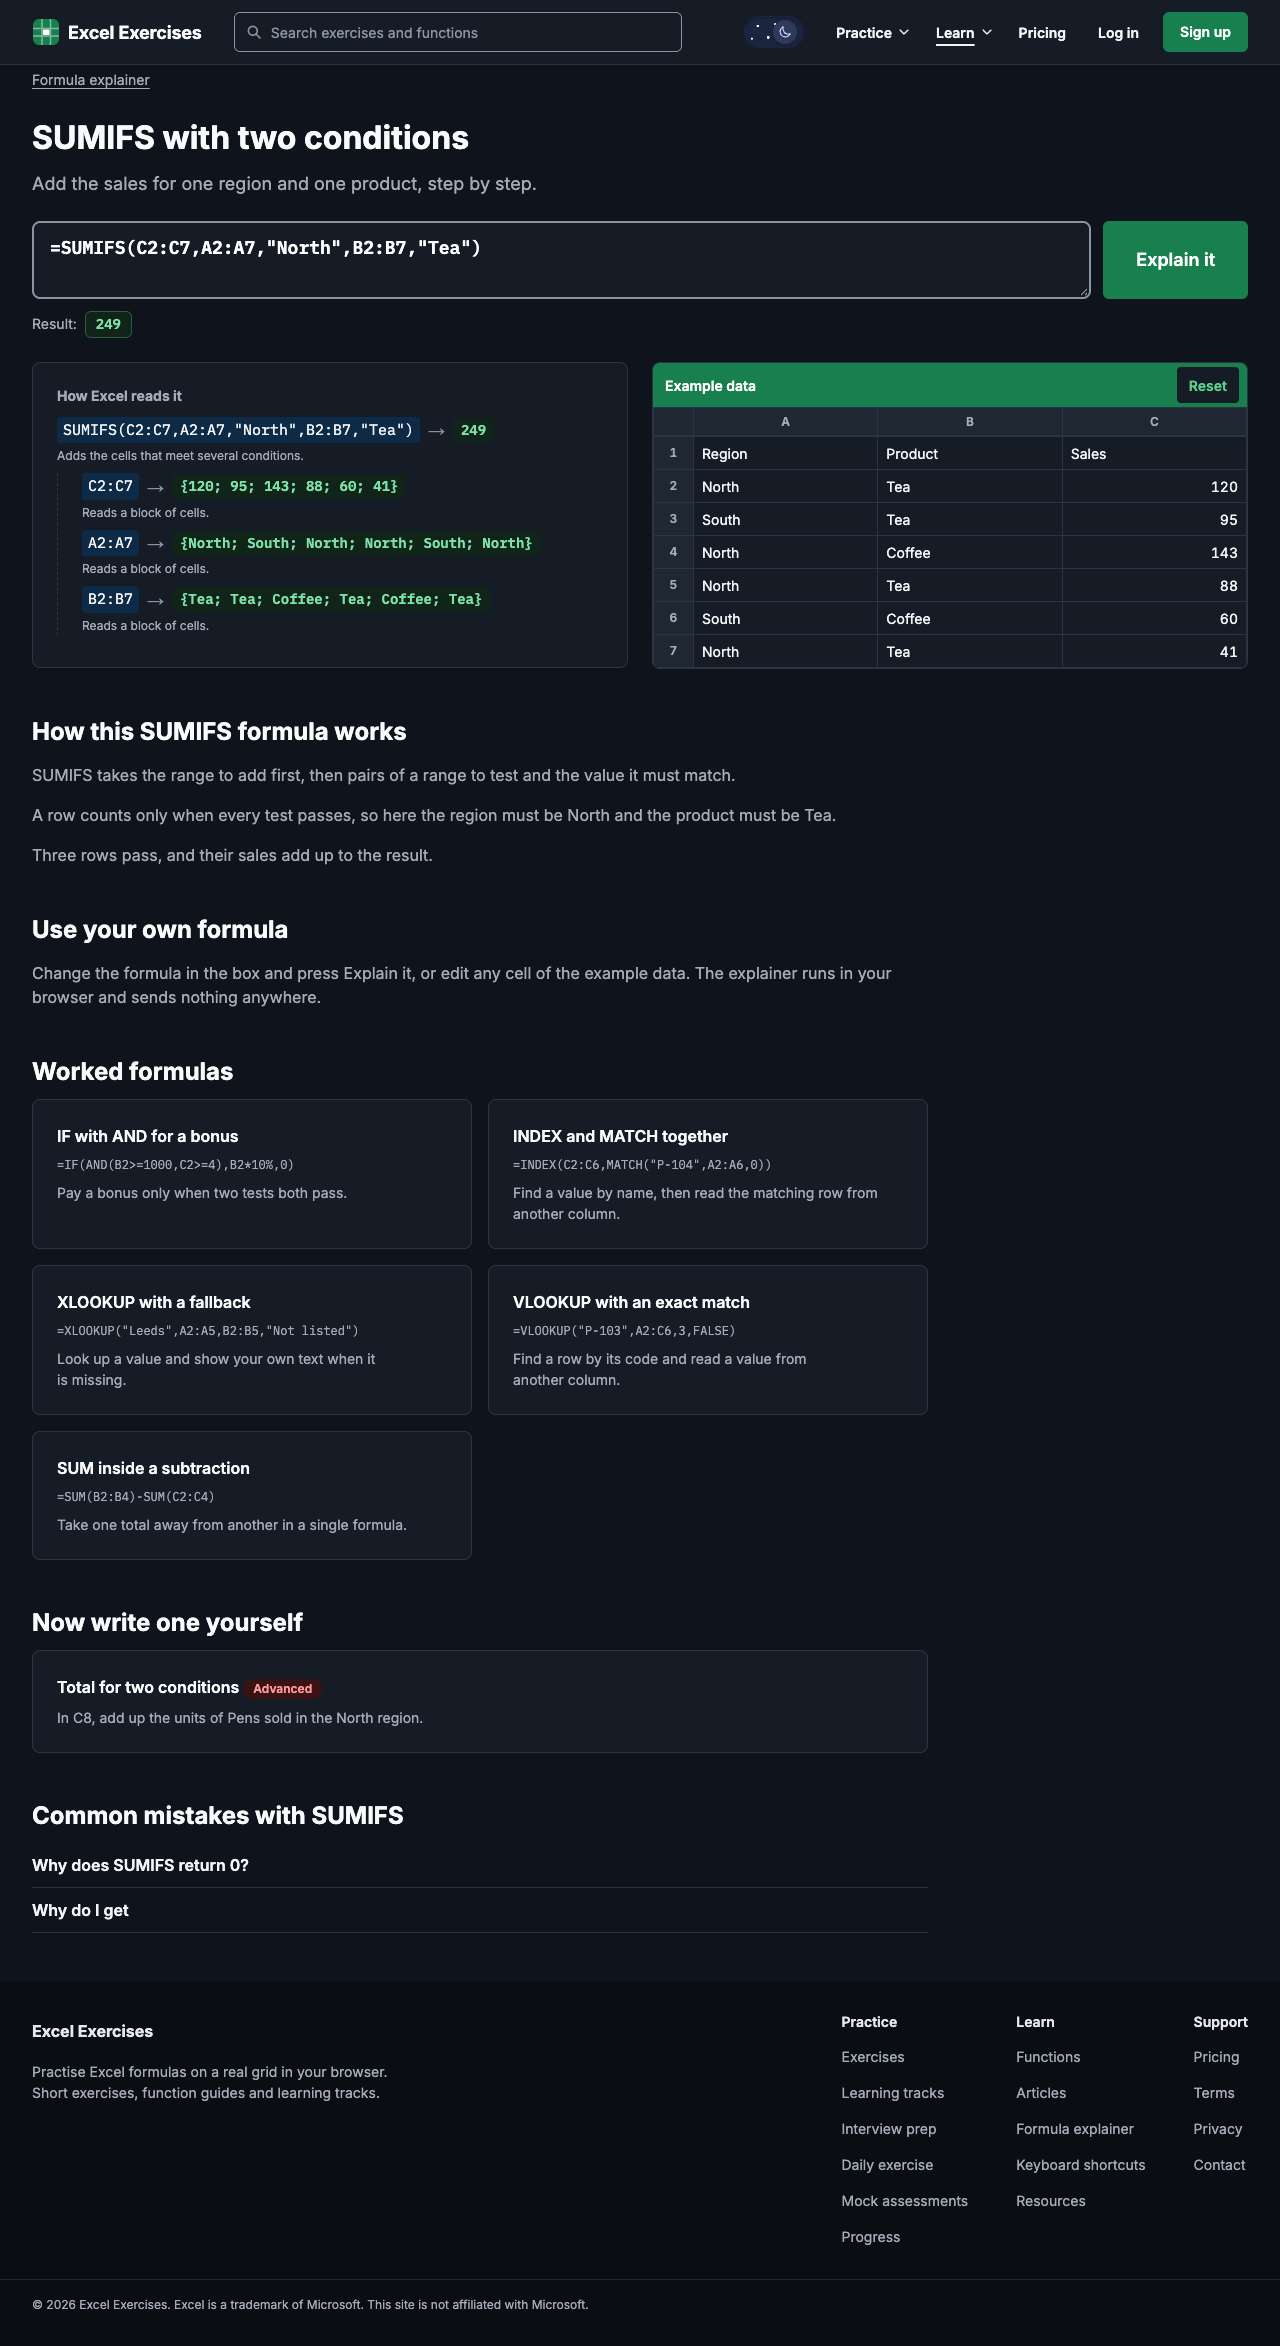 Excel Exercises
Search exercises and functions
Practice
Learn
Pricing
Log in
Sign up
Formula explainer
SUMIFS with two conditions
Add the sales for one region and one product, step by step.
=SUMIFS(C2:C7,A2:A7,"North",B2:B7,"Tea")
Explain it
Result: 249
How Excel reads it
SUMIFS(C2:C7,A2:A7,"North",B2:B7,"Tea") → 249
Adds the cells that meet several conditions.
C2:C7 → {120; 95; 143; 88; 60; 41}
Reads a block of cells.
A2:A7 → {North; South; North; North; South; North}
Reads a block of cells.
B2:B7 → {Tea; Tea; Coffee; Tea; Coffee; Tea}
Reads a block of cells.
Example data
Reset
A B C
1 Region Product Sales
2 North Tea 120
3 South Tea 95
4 North Coffee 143
5 North Tea 88
6 South Coffee 60
7 North Tea 41
How this SUMIFS formula works
SUMIFS takes the range to add first, then pairs of a range to test and the value it must match.
A row counts only when every test passes, so here the region must be North and the product must be Tea.
Three rows pass, and their sales add up to the result.
Use your own formula
Change the formula in the box and press Explain it, or edit any cell of the example data. The explainer runs in your
browser and sends nothing anywhere.
Worked formulas
IF with AND for a bonus
=IF(AND(B2>=1000,C2>=4),B2*10%,0)
Pay a bonus only when two tests both pass.
INDEX and MATCH together
=INDEX(C2:C6,MATCH("P-104",A2:A6,0))
Find a value by name, then read the matching row from
another column.
XLOOKUP with a fallback
=XLOOKUP("Leeds",A2:A5,B2:B5,"Not listed")
Look up a value and show your own text when it
is missing.
VLOOKUP with an exact match
=VLOOKUP("P-103",A2:C6,3,FALSE)
Find a row by its code and read a value from
another column.
SUM inside a subtraction
=SUM(B2:B4)-SUM(C2:C4)
Take one total away from another in a single formula.
Now write one yourself
Total for two conditions Advanced
In C8, add up the units of Pens sold in the North region.
Common mistakes with SUMIFS
Why does SUMIFS return 0?
Why do I get
Excel Exercises
Practise Excel formulas on a real grid in your browser.
Short exercises, function guides and learning tracks.
Practice
Exercises
Learning tracks
Interview prep
Daily exercise
Mock assessments
Progress
Learn
Functions
Articles
Formula explainer
Keyboard shortcuts
Resources
Support
Pricing
Terms
Privacy
Contact
© 2026 Excel Exercises. Excel is a trademark of Microsoft. This site is not affiliated with Microsoft.